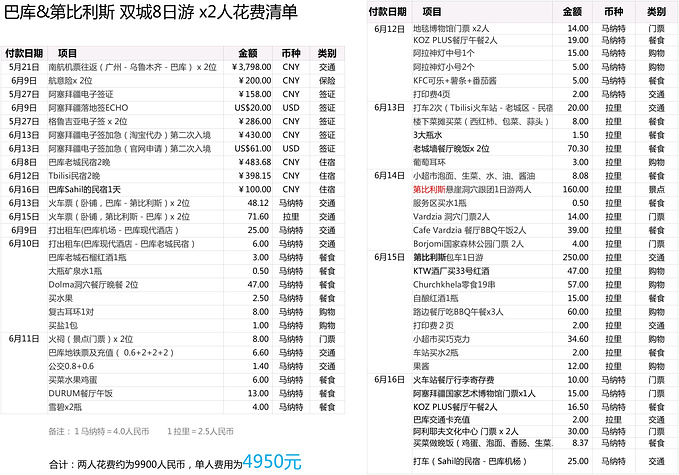 巴库&第比利斯 双城8日游 x2人花费清单
付款日期 项目 金额 币种 类别
5月21日 南航机票往返（广州 - 乌鲁木齐 - 巴库）x 2位 ¥3,798.00 CNY 交通
6月9日 航意险x 2位 ¥200.00 CNY 保险
5月27日 阿塞拜疆电子签 ¥158.00 CNY 签证
6月9日 阿塞拜疆落地签ECHO US$20.00 USD 签证
5月27日 格鲁吉亚电子签 x 2位 ¥286.00 CNY 签证
6月13日 阿塞拜疆电子签加急（淘宝代办）第二次入境 ¥430.00 CNY 签证
6月13日 阿塞拜疆电子签加急（官网申请）第二次入境 US$61.00 USD 签证
6月8日 巴库老城民宿2晚 ¥483.68 CNY 住宿
6月12日 Tbilisi民宿2晚 ¥398.15 CNY 住宿
6月16日 巴库Sahil的民宿1天 ¥100.00 CNY 住宿
6月13日 火车票（卧铺，巴库 - 第比利斯）x 2位 48.12 马纳特 交通
6月15日 火车票（卧铺，第比利斯 - 巴库）x 2位 71.60 拉里 交通
6月9日 打出租车(巴库机场 - 巴库现代酒店） 25.00 马纳特 交通
6月10日 打出租车(巴库现代酒店 - 巴库老城民宿） 6.00 马纳特 交通
巴库老城石榴红酒1瓶 3.00 马纳特 餐食
大瓶矿泉水1瓶 0.50 马纳特 餐食
Dolma洞穴餐厅晚餐 2位 47.00 马纳特 餐食
买水果 2.50 马纳特 餐食
复古耳环1对 8.00 马纳特 购物
买盐1包 1.00 马纳特 购物
6月11日 火祠（景点门票）x 2位 8.00 马纳特 门票
巴库地铁票及充值（ 0.6+2+2+2） 6.60 马纳特 交通
公交0.8+0.6 1.40 马纳特 交通
买菜水果鸡蛋 6.00 马纳特 餐食
DURUM餐厅午饭 13.00 马纳特 餐食
雪碧x2瓶 4.00 马纳特 餐食
备注：1 马纳特＝4.0人民币 1 拉里＝2.5人民币
合计：两人花费约为9900人民币，单人费用为4950元
付款日期 项目 金额 币种 类别
6月12日 地毯博物馆门票 x2人 14.00 马纳特 门票
KOZ PLUS餐厅午餐2人 19.00 马纳特 餐食
阿拉神灯中号1个 15.00 马纳特 购物
阿拉神灯小号2个 5.00 马纳特 购物
KFC可乐+薯条+番茄酱 5.00 马纳特 餐食
打印费4页 2.00 马纳特 交通
6月13日 打车2次（Tbilisi火车站 - 老城区 - 民宿 20.00 拉里 交通
楼下菜摊买菜（西红柿、包菜、蒜头） 8.00 拉里 餐食
3大瓶水 1.50 拉里 餐食
老城墙餐厅晚饭x 2位 70.30 拉里 餐食
葡萄耳环 3.00 拉里 购物
6月14日 小超市泡面、生菜、水、油、酱油 8.08 拉里 餐食
第比利斯悬崖洞穴跟团1日游两人 160.00 拉里 景点
服务区买水1瓶 0.50 拉里 餐食
Vardzia 洞穴门票2人 14.00 拉里 门票
Cafe Vardzia 餐厅BBQ午饭2人 39.00 拉里 餐食
Borjomi国家森林公园门票 2人 4.00 拉里 门票
6月15日 第比利斯包车1日游 250.00 拉里 交通
KTW酒厂买33号红酒 47.00 拉里 购物
Churchkhela零食19串 57.00 拉里 购物
自酿红酒1瓶 15.00 拉里 餐食
路边餐厅吃BBQ午餐x3人 60.00 拉里 购物
打印费 2 页 2.00 拉里 交通
小超市买巧克力 34.60 拉里 购物
车站买水2瓶 2.00 拉里 餐食
果酱 12.00 拉里 购物
6月16日 火车站餐厅行李寄存费 10.00 马纳特 门票
阿塞拜疆国家艺术博物馆门票x1人 15.00 马纳特 门票
KOZ PLUS餐厅午餐2人 16.50 马纳特 餐食
巴库交通卡充值 2.00 马纳特 交通
阿利耶夫文化中心 门票 x 2人 30.00 马纳特 门票
买菜做晚饭（鸡蛋、泡面、香肠、生菜. 8.37 马纳特 餐食
打车（Sahil的民宿 - 巴库机杨） 25.00 马纳特 交通